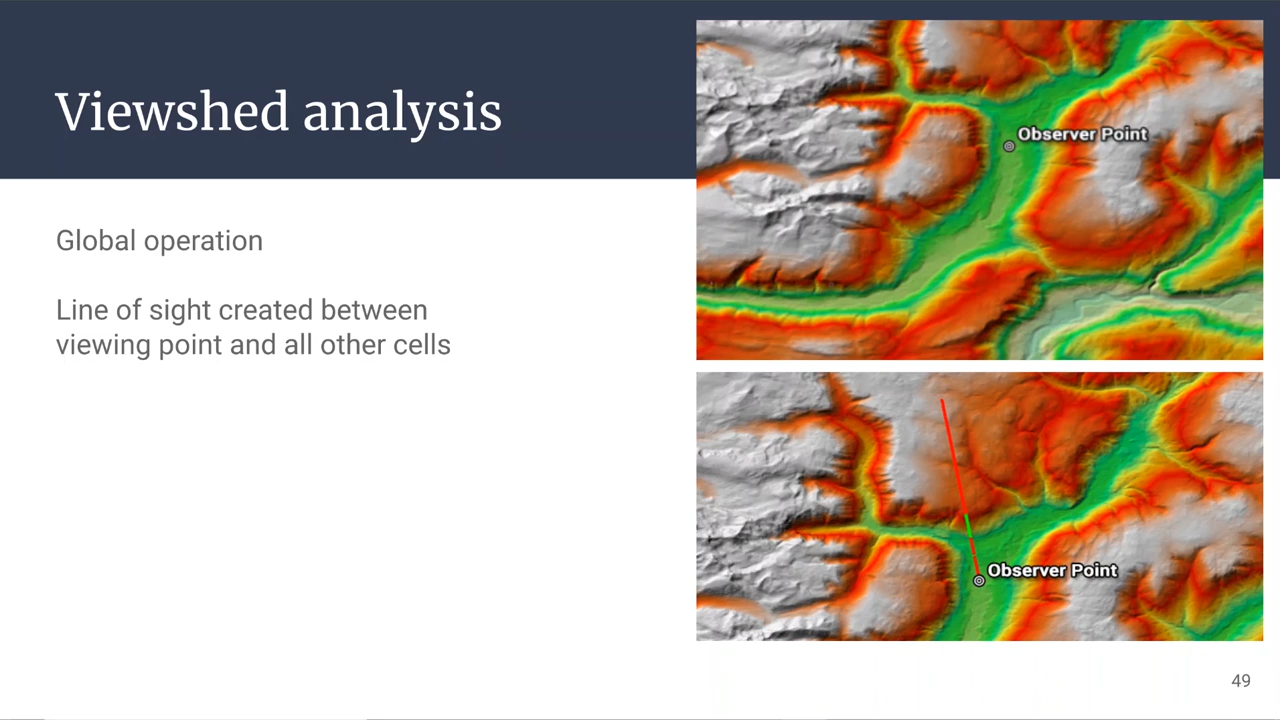 Viewshed analysis
Global operation
Line of sight created between
viewing point and all other cells
Observer Point
Observer Point
49